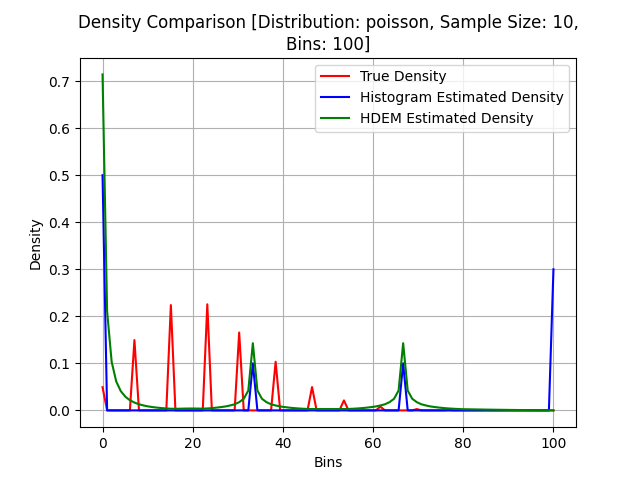 Density Comparison [Distribution: poisson, Sample Size: 10,
Bins: 100]
True Density
Histogram Estimated Density
HDEM Estimated Density
Density
0.7
0.6
0.5
0.4
0.3
0.2
0.1
0.0
0 20 40 60 80 100
Bins